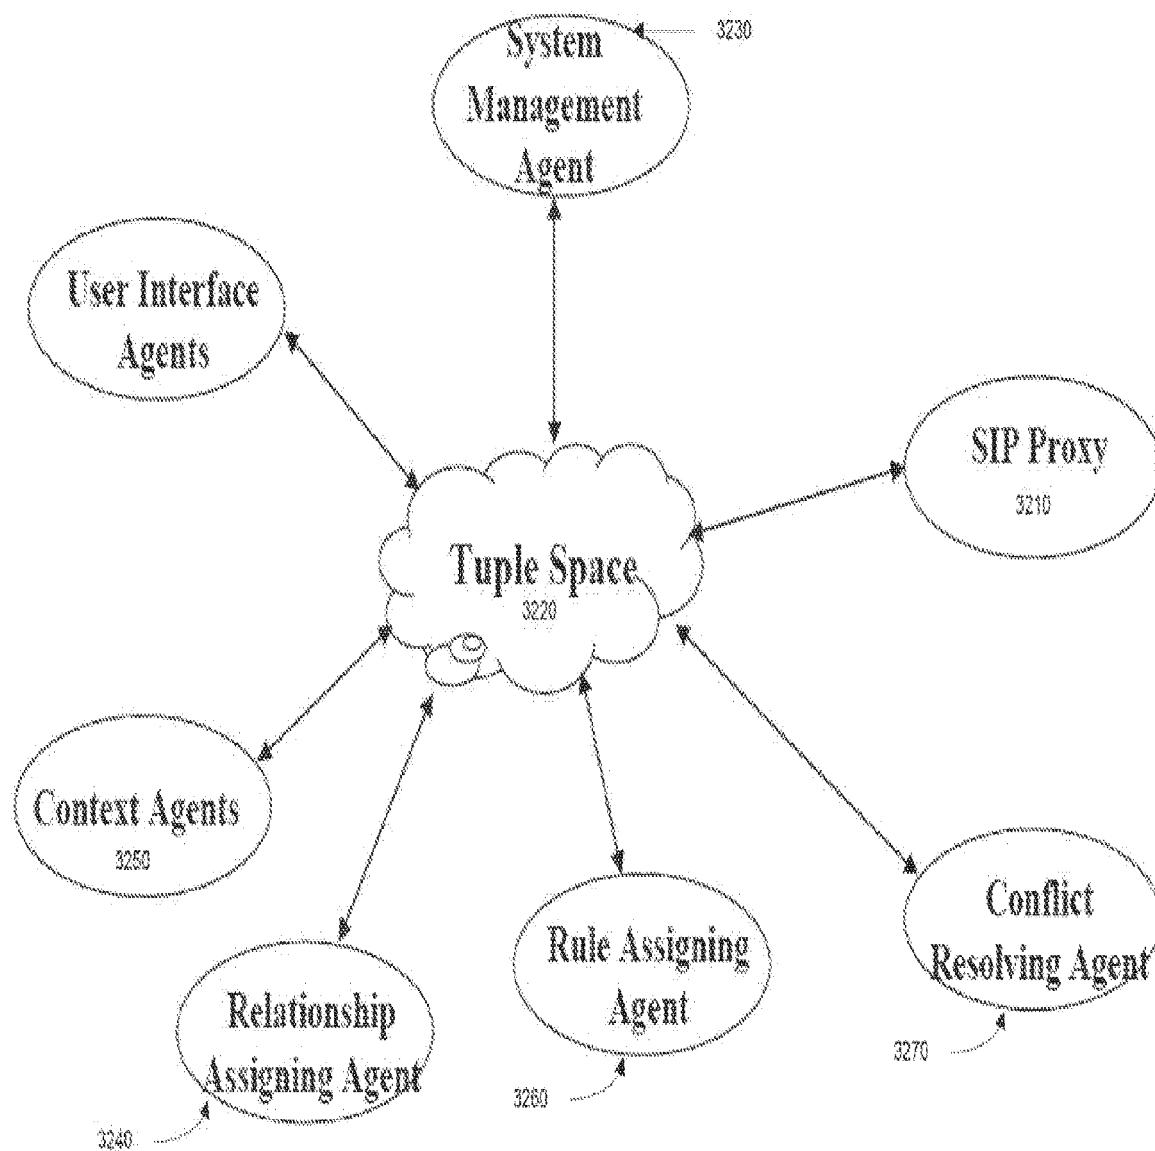 3230
System
Management
Agent
User Interface
Agents
SIP Proxy
3210
Tuple Space
3220
Context Agents
3250
Conflict
Resolving Agent
3270
Rule Assigning
Agent
3260
Relationship
Assigning Agent
3240